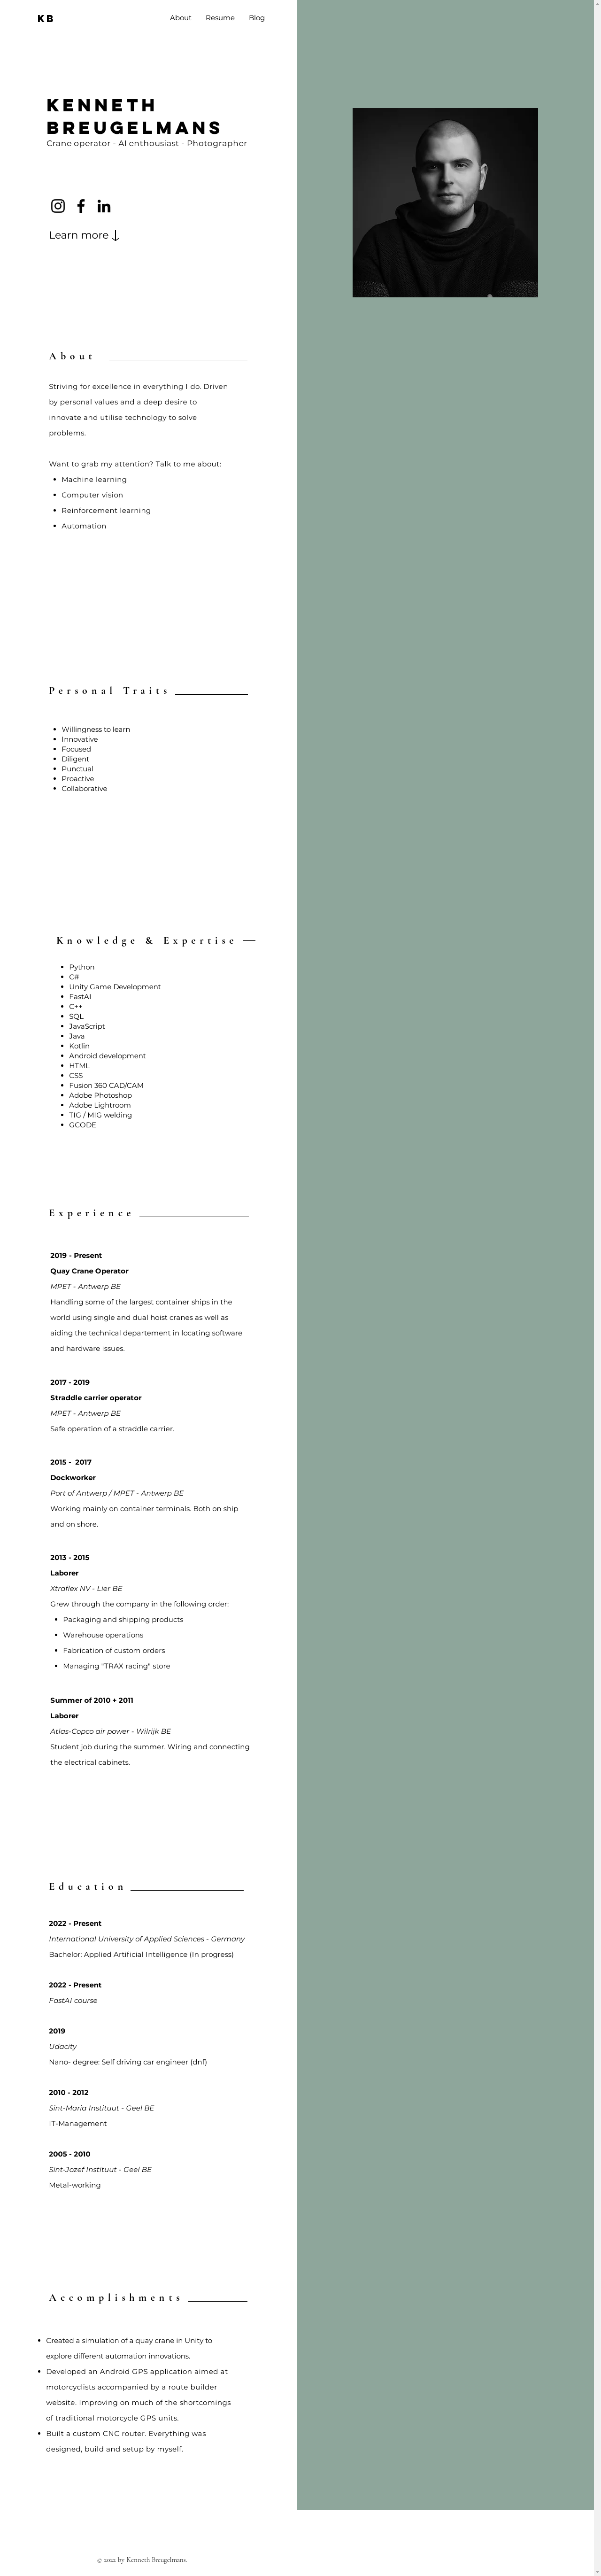 KB
About Resume Blog
KENNETH
BREUGELMANS
Crane operator - AI enthousiast - Photographer
Learn more
About
Striving for excellence in everything I do. Driven
by personal values and a deep desire to
innovate and utilise technology to solve
problems.
Want to grab my attention? Talk to me about:
Machine learning
Computer vision
Reinforcement learning
Automation
Personal Traits
Willingness to learn
Innovative
Focused
Diligent
Punctual
Proactive
Collaborative
Knowledge & Expertise
Python
C#
Unity Game Development
FastAI
C++
SQL
JavaScript
Java
Kotlin
Android development
HTML
CSS
Fusion 360 CAD/CAM
Adobe Photoshop
Adobe Lightroom
TIG / MIG welding
GCODE
Experience
2019 - Present
Quay Crane Operator
MPET - Antwerp BE
Handling some of the largest container ships in the
world using single and dual hoist cranes as well as
aiding the technical departement in locating software
and hardware issues.
2017 - 2019
Straddle carrier operator
MPET - Antwerp BE
Safe operation of a straddle carrier.
2015 - 2017
Dockworker
Port of Antwerp / MPET - Antwerp BE
Working mainly on container terminals. Both on ship
and on shore.
2013 - 2015
Laborer
Xtraflex NV - Lier BE
Grew through the company in the following order:
Packaging and shipping products
Warehouse operations
Fabrication of custom orders
Managing "TRAX racing" store
Summer of 2010 + 2011
Laborer
Atlas-Copco air power - Wilrijk BE
Student job during the summer. Wiring and connecting
the electrical cabinets.
Education
2022 - Present
International University of Applied Sciences - Germany
Bachelor: Applied Artificial Intelligence (In progress)
2022 - Present
FastAI course
2019
Udacity
Nano- degree: Self driving car engineer (dnf)
2010 - 2012
Sint-Maria Instituut - Geel BE
IT-Management
2005 - 2010
Sint-Jozef Instituut - Geel BE
Metal-working
Accomplishments
Created a simulation of a quay crane in Unity to
explore different automation innovations.
Developed an Android GPS application aimed at
motorcyclists accompanied by a route builder
website. Improving on much of the shortcomings
of traditional motorcycle GPS units.
Built a custom CNC router. Everything was
designed, build and setup by myself.
© 2022 by Kenneth Breugelmans.